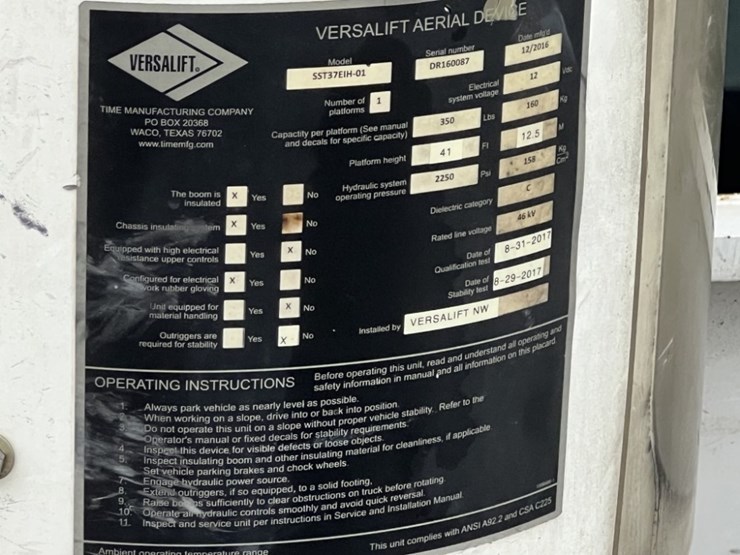 VERSALIFT AERIAL DEVICE
VERSALIFT®
TIME MANUFACTURING COMPANY
PO BOX 20368
WACO, TEXAS 76702
www.timemfg.com
Model
SST37EIH-01
Serial number
DR160087
Date mfg'd
12/2016
Number of platforms 1
Electrical system voltage 12 Vdc
Capactity per platform (See manual and decals for specific capacity) 350 Lbs 160 Kg
Platform height 41 Ft 12.5 M
Hydraulic system operating pressure 2250 Psi 158 Kg Cm²
Dielectric category C
Rated line voltage 46 kV
Date of Qualification test 8-31-2017
Date of Stability test 8-29-2017
Installed by VERSALIFT NW
The boom is insulated X Yes No
Chassis insulating system X Yes No
Equipped with high electrical resistance upper controls Yes X No
Configured for electrical work rubber gloving X Yes No
Unit equipped for material handling Yes X No
Outriggers are required for stability Yes X No
OPERATING INSTRUCTIONS
Before operating this unit, read and understand all operating and
safety information in manual and all information on this placard.
1. Always park vehicle as nearly level as possible.
2. When working on a slope, drive into or back into position.
3. Do not operate this unit on a slope without proper vehicle stability. Refer to the
Operator's manual or fixed decals for stability requirements.
4. Inspect this device for visible defects or loose objects.
5. Inspect insulating boom and other insulating material for cleanliness, if applicable
Set vehicle parking brakes and chock wheels.
7. Engage hydraulic power source.
8. Extend outriggers, if so equipped, to a solid footing,
9. Raise booms sufficiently to clear obstructions on truck before rotating.
10. Operate all hydraulic controls smoothly and avoid quick reversal.
11. Inspect and service unit per instructions in Service and Installation Manual.
Ambient operating temperature range
This unit complies with ANSI A92.2 and CSA C225